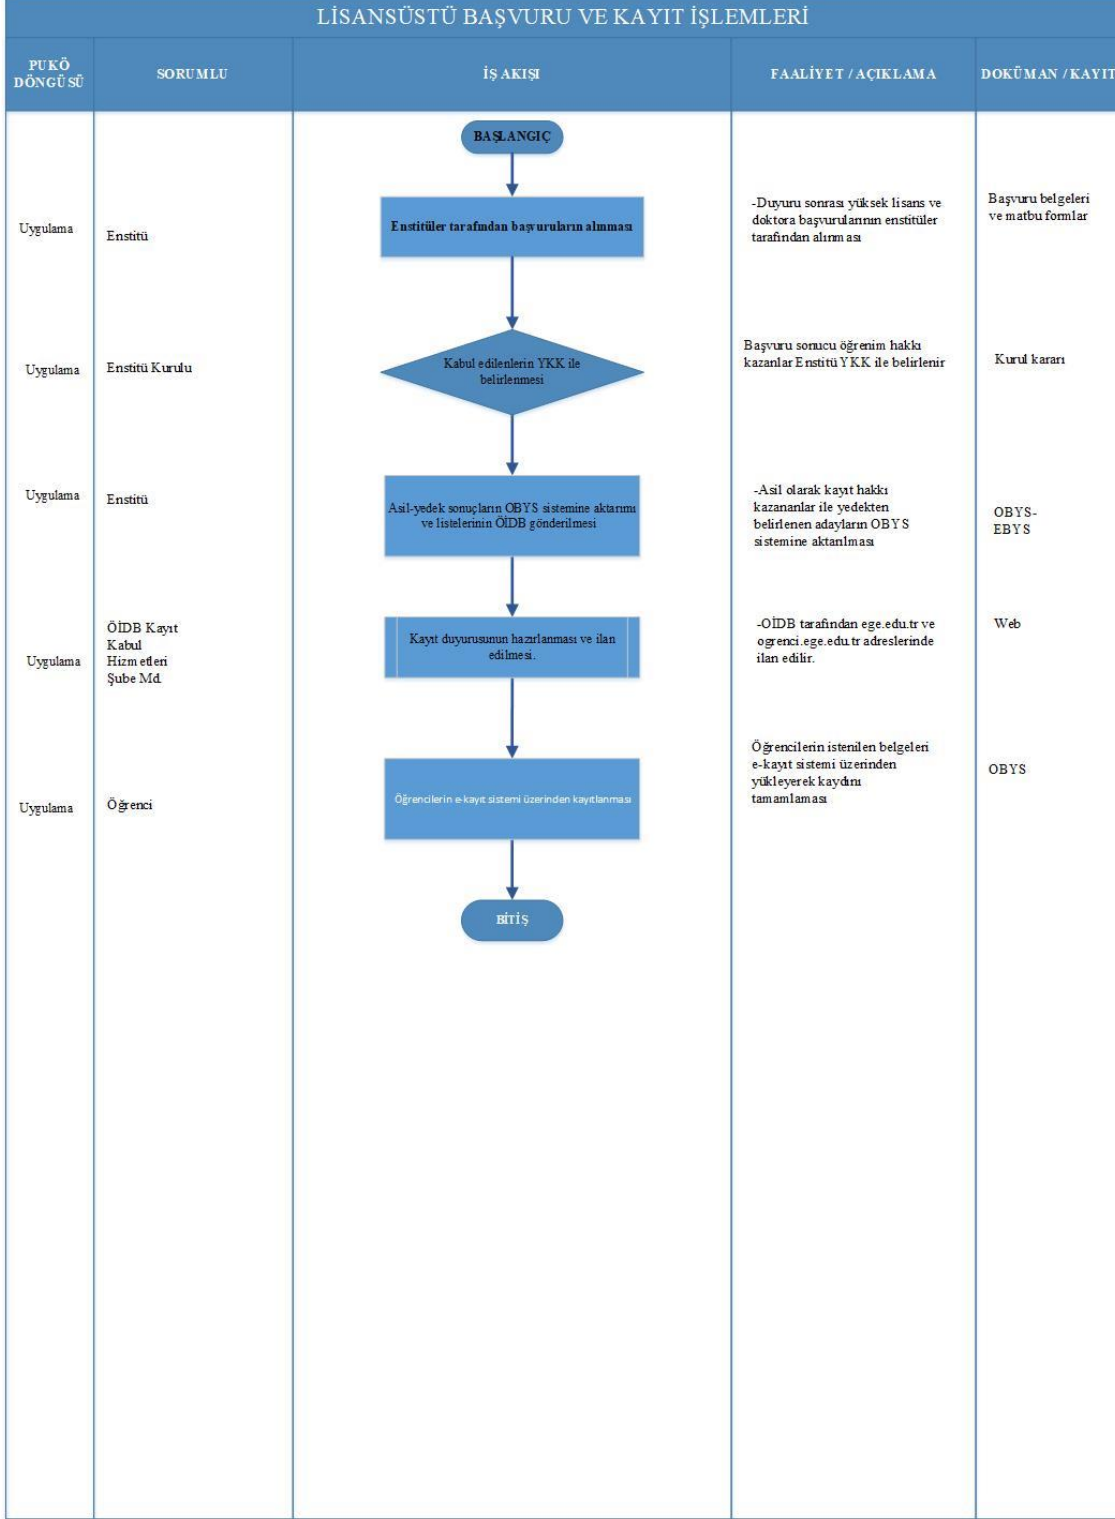 LİSANSÜSTÜ BAŞVURU VE KAYIT İŞLEMLERİ
PUKÖ
DÖNGÜSÜ
SORUMLU
İŞ AKIŞI
FAALİYET / AÇIKLAMA
DOKÜMAN / KAYIT
BAŞLANGIÇ
Uygulama
Enstitü
Enstitüler tarafından başvuruların alınması
-Duyuru sonrası yüksek lisans ve
doktora başvurularının enstitüler
tarafından alınması
Başvuru belgeleri
ve matbu formlar
Uygulama
Enstitü Kurulu
Kabul edilenlerin YKK ile
belirlenmesi
Başvuru sonucu öğrenim hakkı
kazanlar Enstitü YKK ile belirlenir
Kurul kararı
Uygulama
Enstitü
Asil-yedek sonuçların OBYS sistemine aktarımı
ve listelerinin ÖİDB gönderilmesi
-Asil olarak kayıt hakkı
kazananlar ile yedekten
belirlenen adayların OBYS
sistemine aktarılması
OBYS-
EBYS
Uygulama
ÖİDB Kayıt
Kabul
Hizmetleri
Şube Md.
Kayıt duyurusunun hazırlanması ve ilan
edilmesi.
-OİDB tarafından ege.edu.tr ve
ogrenci.ege.edu.tr adreslerinde
ilan edilir.
Web
Uygulama
Öğrenci
Öğrencilerin e-kayıt sistemi üzerinden kayıtlanması
Öğrencilerin istenilen belgeleri
e-kayıt sistemi üzerinden
yükleyerek kaydını
tamamlaması
OBYS
BİTİŞ